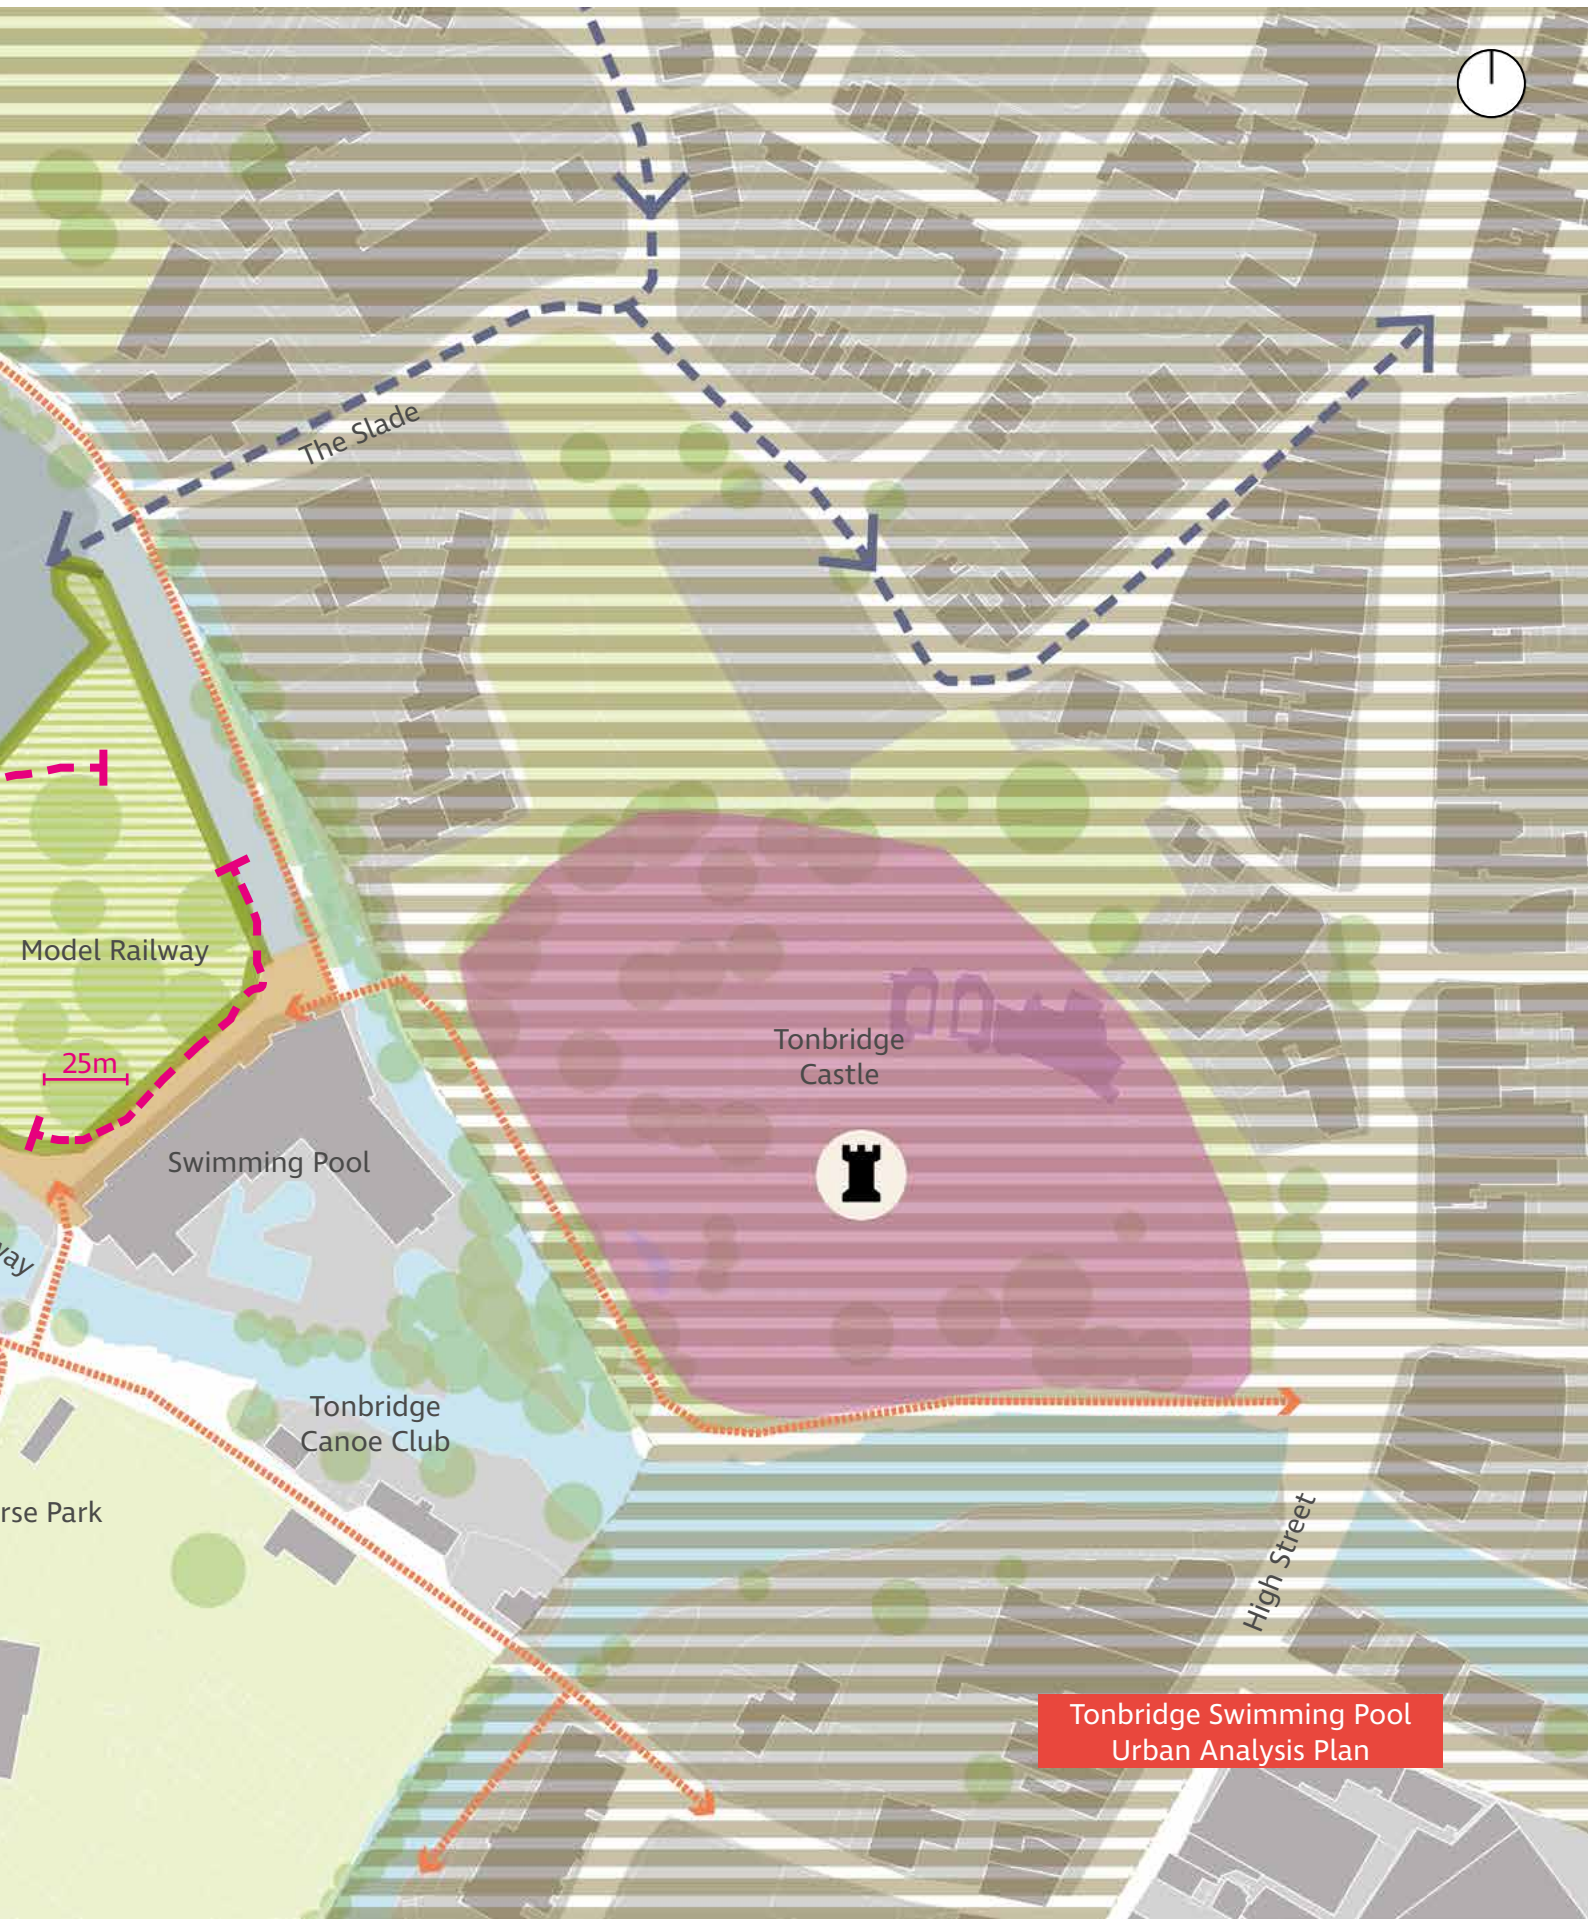 The Slade
Model Railway
25m
Tonbridge
Castle
Swimming Pool
way
Tonbridge
Canoe Club
rse Park
High Street
Tonbridge Swimming Pool
Urban Analysis Plan